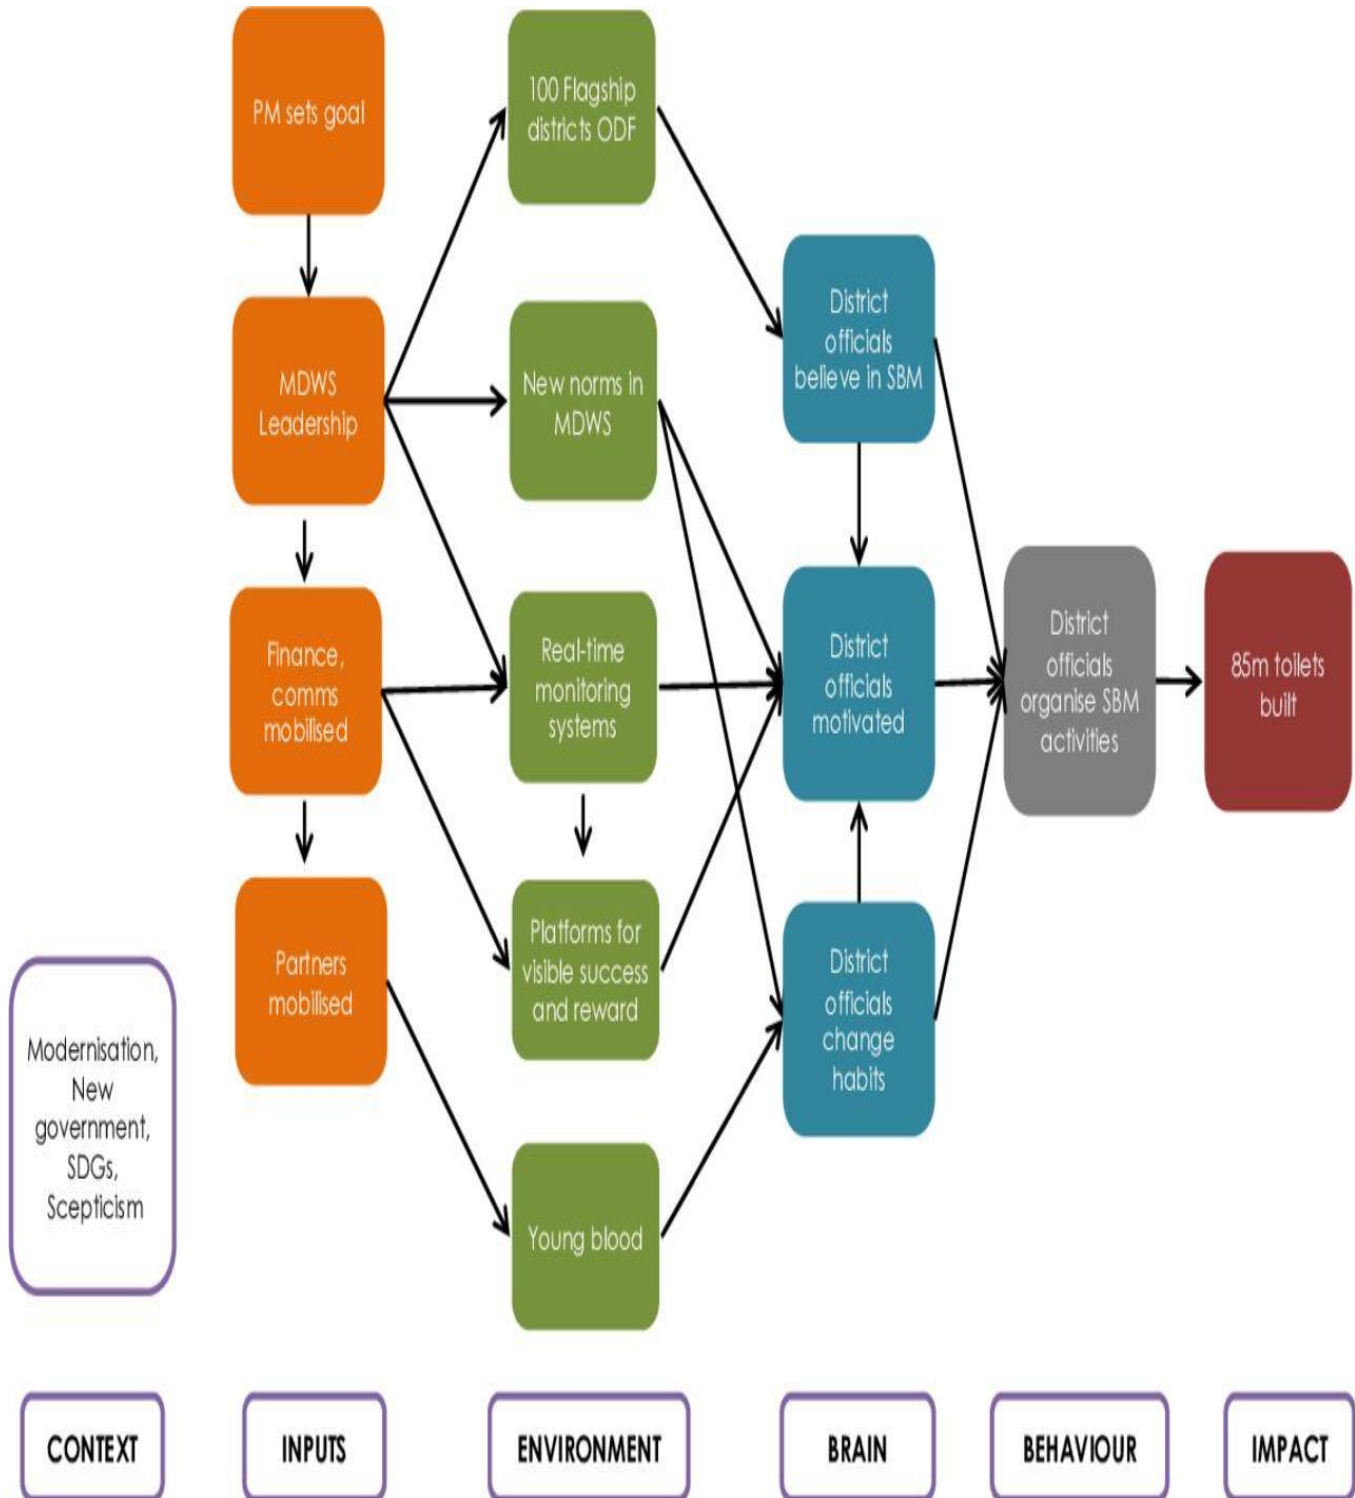 PM sets goal
MDWS
Leadership
Finance,
comms
mobilised
Partners
mobilised
100 Flagship
districts ODF
New norms in
MDWS
Real-time
monitoring
systems
Platforms for
visible success
and reward
Young blood
District
officials
believe in SBM
District
officials
motivated
District
officials
change
habits
District
officials
organise SBM
activities
85m toilets
built
Modernisation,
New
government,
SDGs,
Scepticism
CONTEXT
INPUTS
ENVIRONMENT
BRAIN
BEHAVIOUR
IMPACT